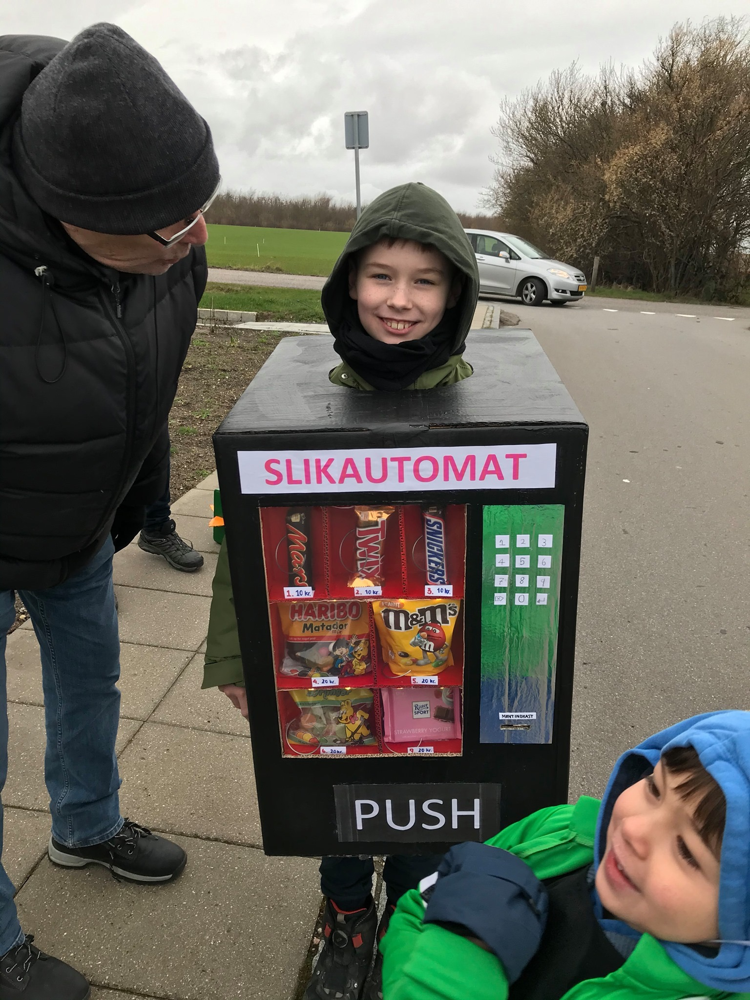 SLIKAUTOMAT
Mars
TWIX
SNICKERS
1. 10 kr.
2. 10 kr.
3. 10 kr.
1 2 3
4 5 6
7 8 9
0
HARIBO
Matador
mix
PEANUT
m&m's
m
4. 20 kr.
5. 20 kr.
Ritter
SPORT
STRAWBERRY YOGURT
6. 20 kr.
9. 20 kr.
MØNTINDKAST
PUSH